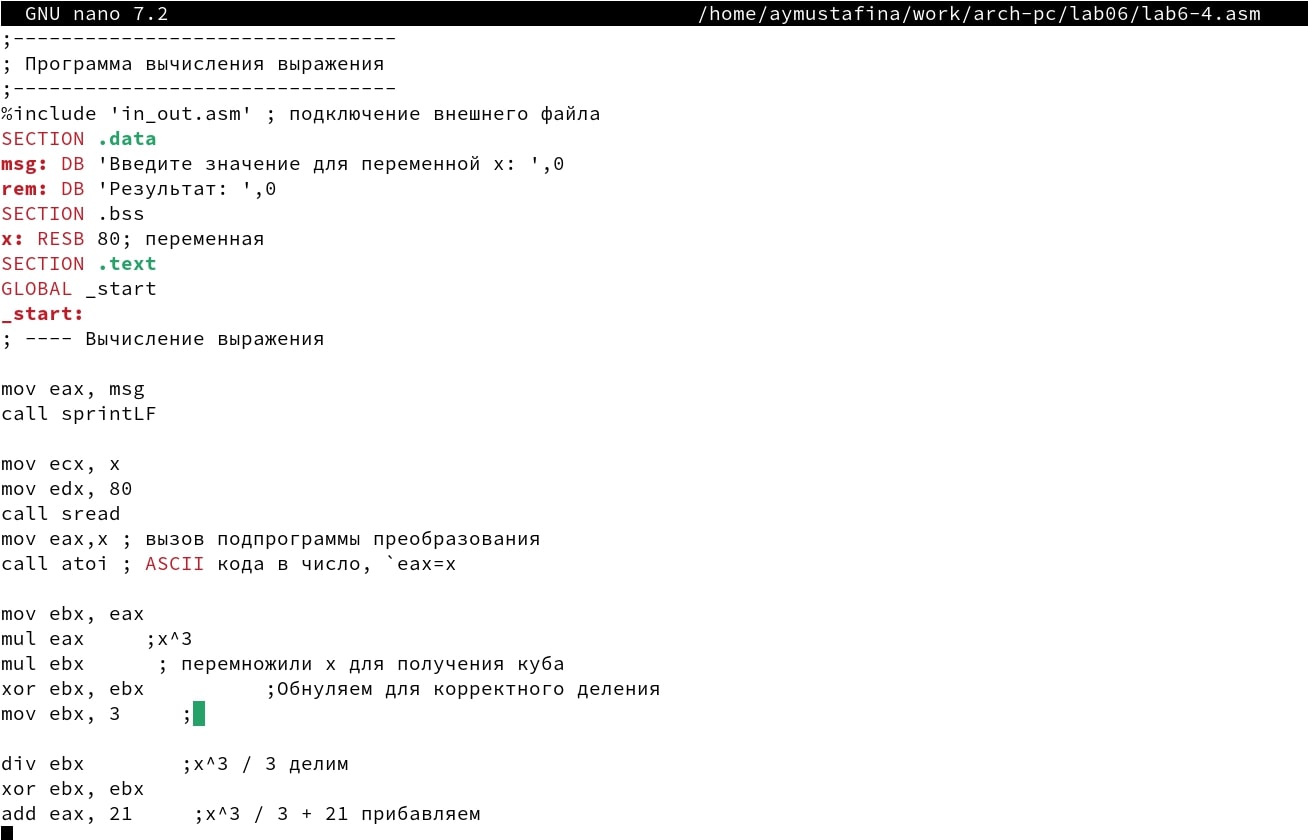 GNU nano 7.2 /home/aymustafina/work/arch-pc/lab06/lab6-4.asm
;--------------------------------
; Программа вычисления выражения
;--------------------------------
%include 'in_out.asm' ; подключение внешнего файла
SECTION .data
msg: DB 'Введите значение для переменной x: ',0
rem: DB 'Результат: ',0
SECTION .bss
x: RESB 80; переменная
SECTION .text
GLOBAL _start
_start:
; ---- Вычисление выражения
mov eax, msg
call sprintLF
mov ecx, x
mov edx, 80
call sread
mov eax,x ; вызов подпрограммы преобразования
call atoi ; ASCII кода в число, `eax=x
mov ebx, eax
mul eax     ;x^3
mul ebx      ; перемножили x для получения куба
xor ebx, ebx          ;Обнуляем для корректного деления
mov ebx, 3     ;
div ebx        ;x^3 / 3 делим
xor ebx, ebx
add eax, 21     ;x^3 / 3 + 21 прибавляем